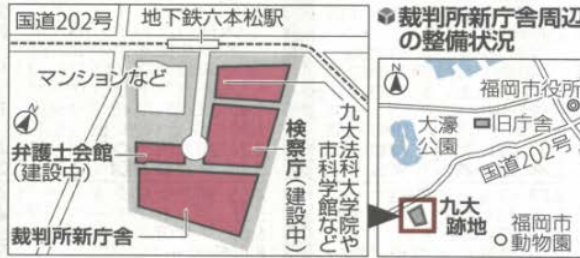 国道202号
地下鉄六本松駅
マンションなど
N
弁護士会館
(建設中)
裁判所新庁舎
検察庁(建設中)
九大法科大学院や
市科学館など
裁判所新庁舎周辺
の整備状況
N
福岡市役所
大濠
公園
旧庁舎
国道202号
九大
跡地
福岡市
動物園